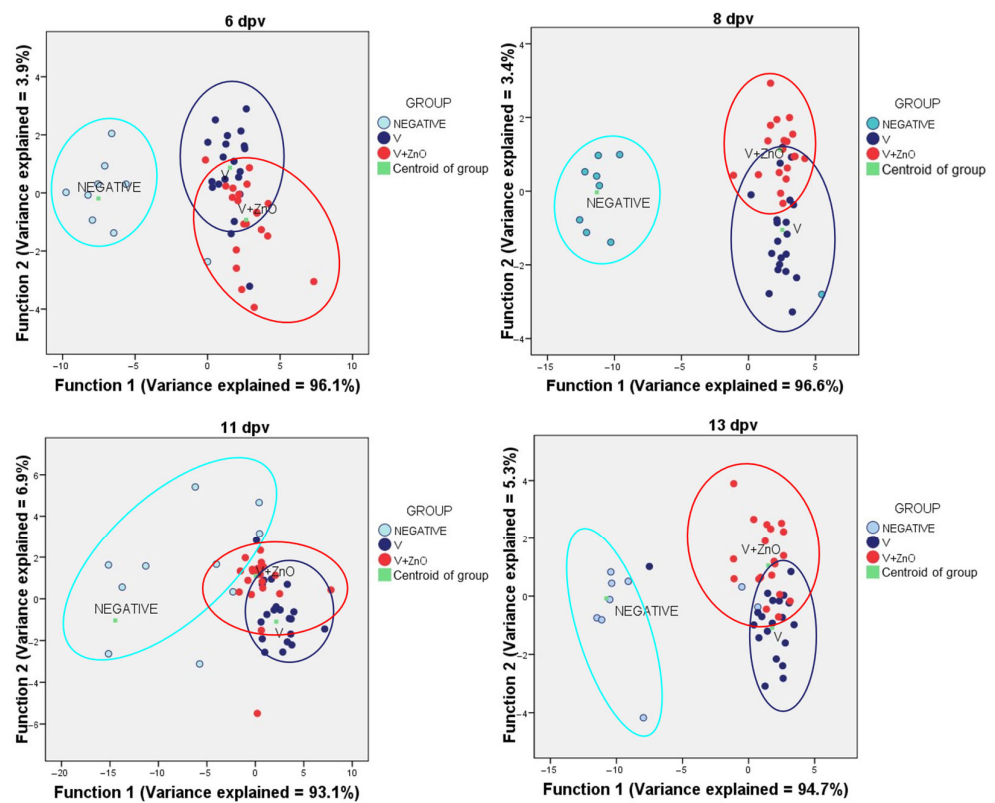 6 dpv
Function 2 (Variance explained = 3.9%)
4
2
0
−2
−4
−10
−5
0
5
10
Function 1 (Variance explained = 96.1%)
NEGATIVE
V
V+ZnO
GROUP
NEGATIVE
V
V+ZnO
Centroid of group
8 dpv
Function 2 (Variance explained = 3.4%)
4
2
0
−2
−4
−15
−10
−5
0
5
Function 1 (Variance explained = 96.6%)
V+ZnO
NEGATIVE
V
GROUP
NEGATIVE
V
V+ZnO
Centroid of group
11 dpv
Function 2 (Variance explained = 6.9%)
6
4
2
0
−2
−4
−6
−20
−15
−10
−5
0
5
10
Function 1 (Variance explained = 93.1%)
V+ZnO
NEGATIVE
V
GROUP
NEGATIVE
V
V+ZnO
Centroid of group
13 dpv
Function 2 (Variance explained = 5.3%)
4
2
0
−2
−4
−15
−10
−5
0
5
Function 1 (Variance explained = 94.7%)
V+ZnO
NEGATIVE
V
GROUP
NEGATIVE
V
V+ZnO
Centroid of group